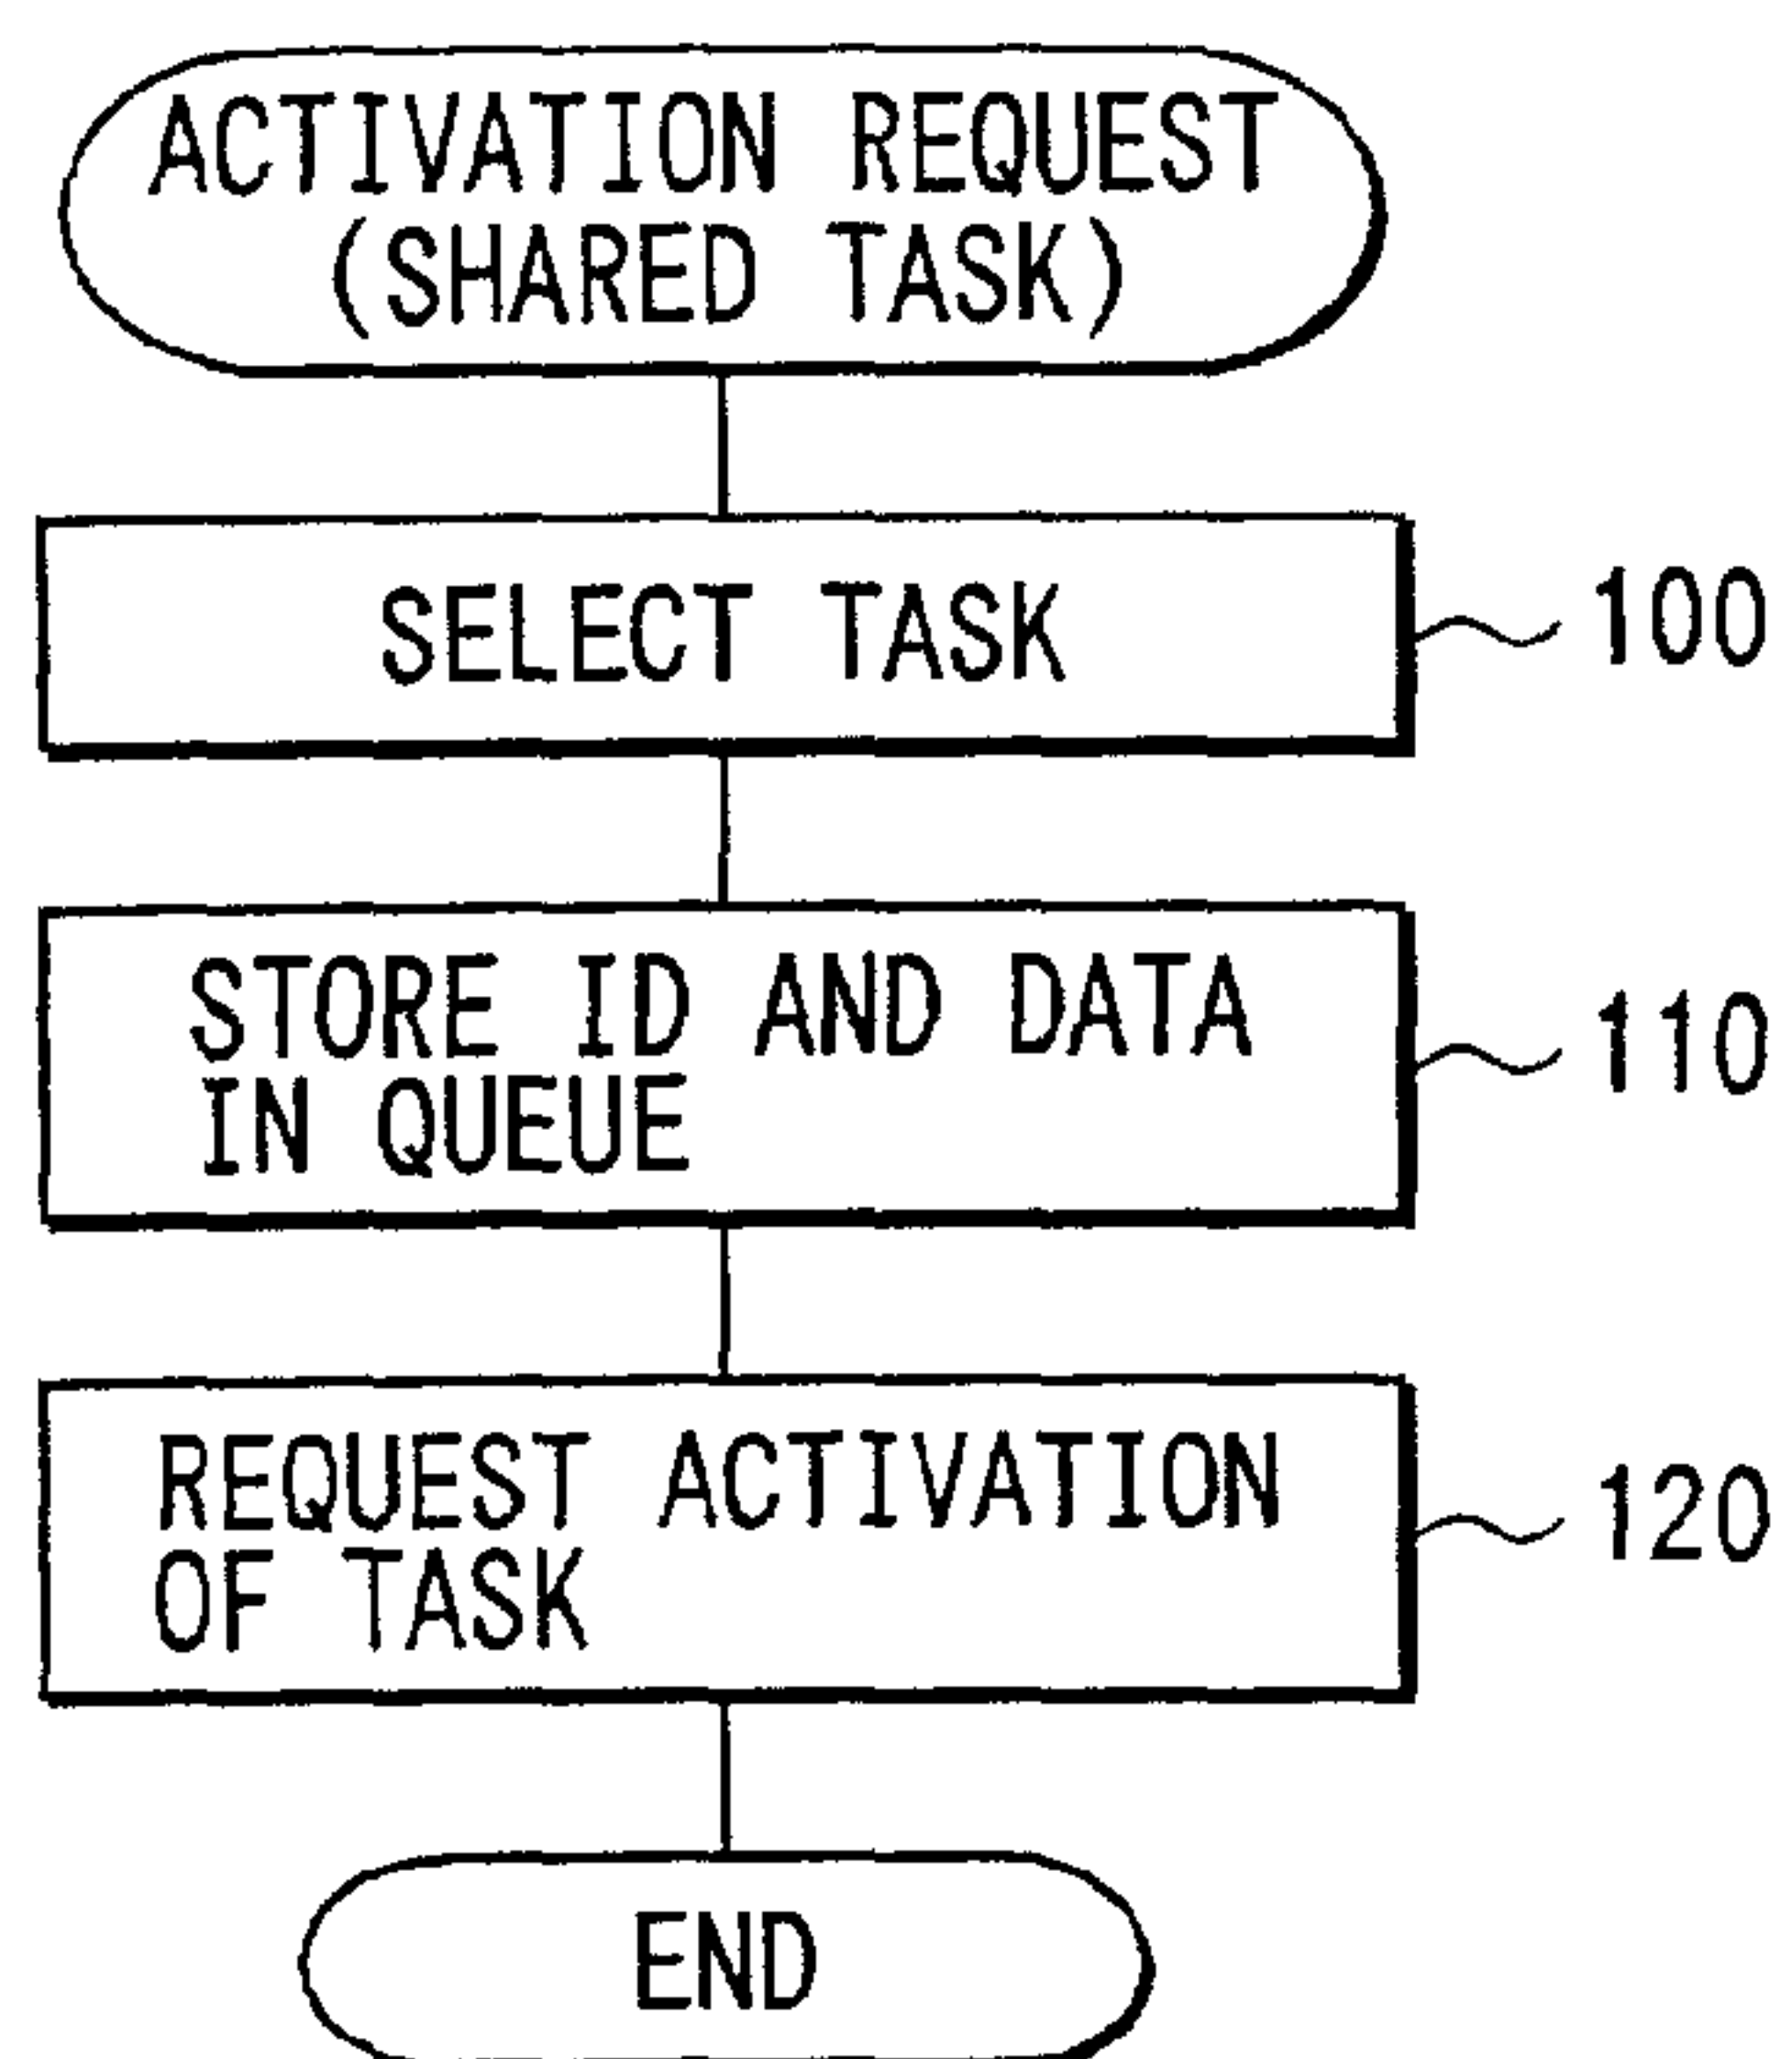 ACTIVATION REQUEST
(SHARED TASK)
SELECT TASK
100
STORE ID AND DATA
IN QUEUE
110
REQUEST ACTIVATION
OF TASK
120
END